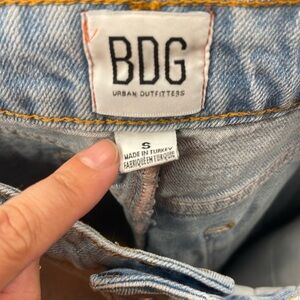 BDG
URBAN OUTFITTERS
S
MADE IN TURKEY
FABRIQUÉ EN TURQUIE